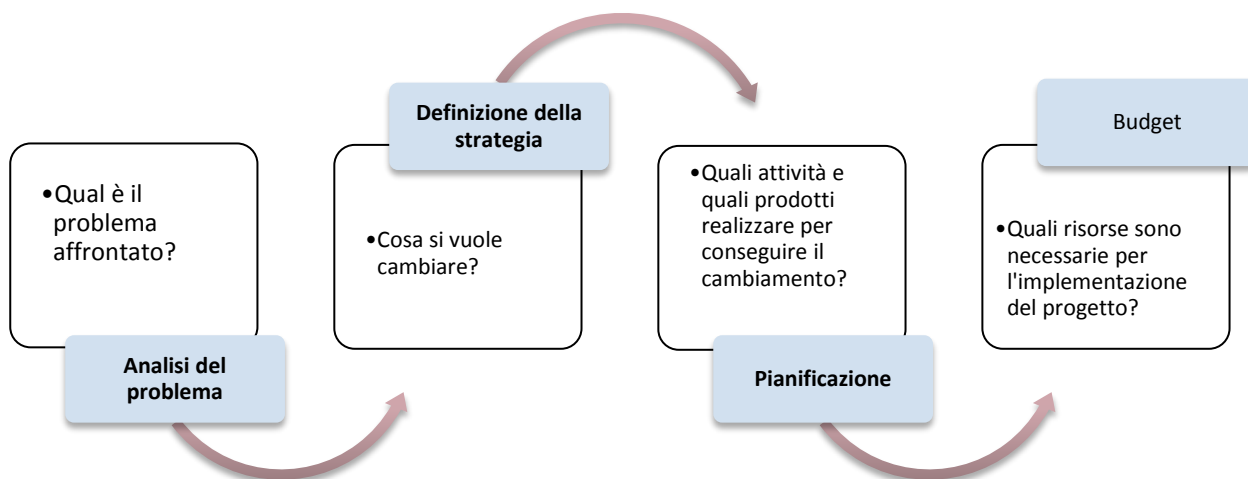 •Qual è il
problema
affrontato?
Analisi del
problema
Definizione della
strategia
•Cosa si vuole
cambiare?
•Quali attività e
quali prodotti
realizzare per
conseguire il
cambiamento?
Pianificazione
Budget
•Quali risorse sono
necessarie per
l'implementazione
del progetto?